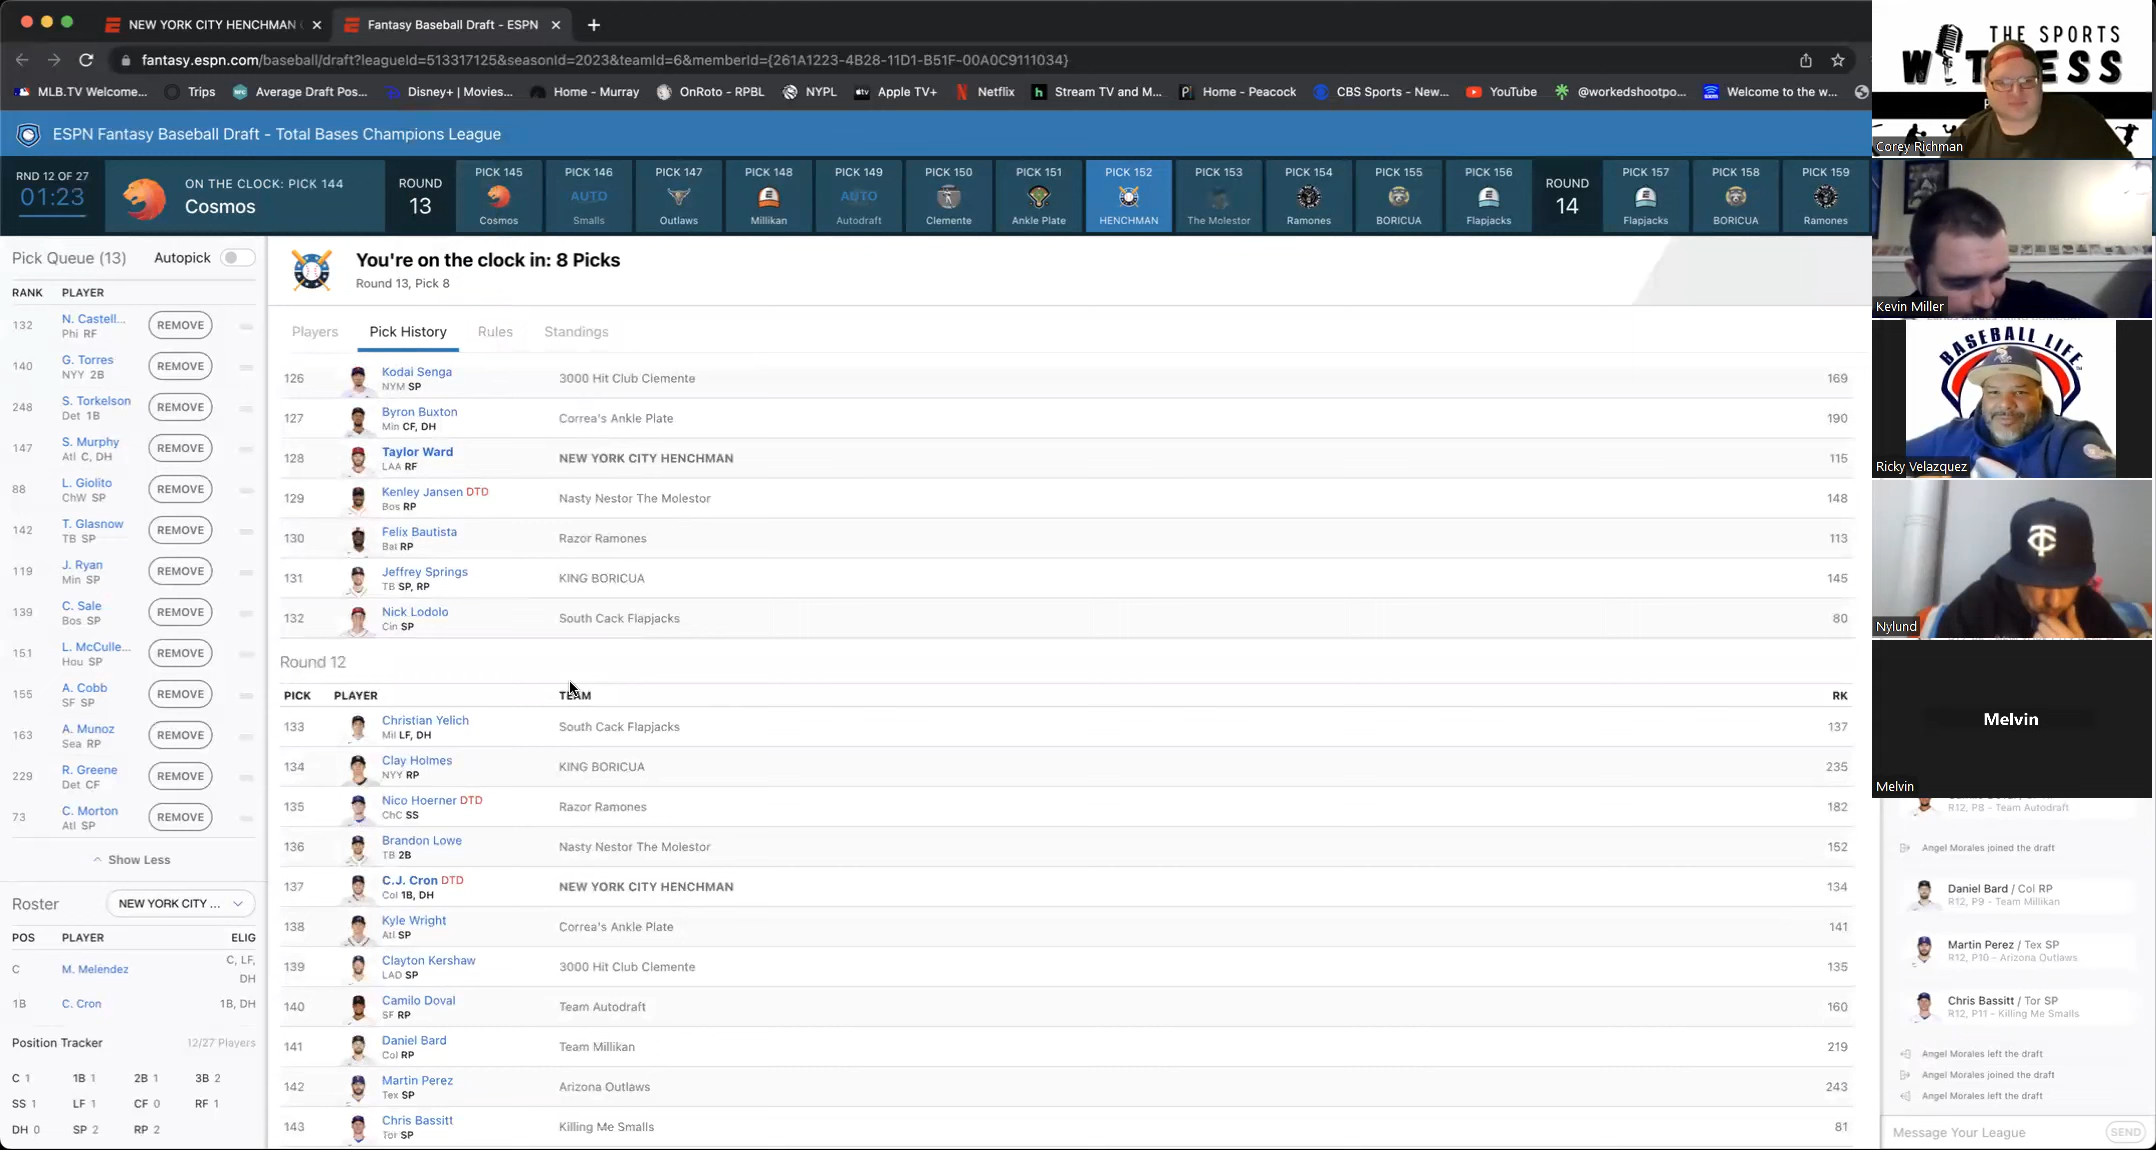 NEW YORK CITY HENCHMAN
Fantasy Baseball Draft - ESPN
fantasy.espn.com/baseball/draft?leagueId=513317125&seasonId=2023&teamId=6&memberId={261A1223-4B28-11D1-B51F-00A0C9111034}
MLB.TV Welcome...
Trips
Average Draft Pos...
Disney+ | Movies...
Home - Murray
OnRoto - RPBL
NYPL
Apple TV+
Netflix
Stream TV and M...
Home - Peacock
CBS Sports - New...
YouTube
@workedshootpo...
Welcome to the w...
ESPN Fantasy Baseball Draft - Total Bases Champions League
RND 12 OF 27
01:23
ON THE CLOCK: PICK 144
Cosmos
ROUND
13
PICK 145
Cosmos
PICK 146
AUTO
Smalls
PICK 147
Outlaws
PICK 148
Millikan
PICK 149
AUTO
Autodraft
PICK 150
Clemente
PICK 151
Ankle Plate
PICK 152
HENCHMAN
PICK 153
The Molestor
PICK 154
Ramones
PICK 155
BORICUA
PICK 156
Flapjacks
ROUND
14
PICK 157
Flapjacks
PICK 158
BORICUA
PICK 159
Ramones
Pick Queue (13)
Autopick
RANK PLAYER
132 N. Castell... REMOVE
Phi RF
140 G. Torres REMOVE
NYY 2B
248 S. Torkelson REMOVE
Det 1B
147 S. Murphy REMOVE
Atl C, DH
88 L. Giolito REMOVE
ChW SP
142 T. Glasnow REMOVE
TB SP
119 J. Ryan REMOVE
Min SP
139 C. Sale REMOVE
Bos SP
151 L. McCulle... REMOVE
Hou SP
155 A. Cobb REMOVE
SF SP
163 A. Munoz REMOVE
Sea RP
229 R. Greene REMOVE
Det CF
73 C. Morton REMOVE
Atl SP
Show Less
Roster NEW YORK CITY ...
POS PLAYER ELIG
C M. Melendez C, LF,
DH
1B C. Cron 1B, DH
Position Tracker 12/27 Players
C 1 1B 1 2B 1 3B 2
SS 1 LF 1 CF 0 RF 1
DH 0 SP 2 RP 2
You're on the clock in: 8 Picks
Round 13, Pick 8
Players Pick History Rules Standings
126 Kodai Senga 3000 Hit Club Clemente 169
NYM SP
127 Byron Buxton Correa's Ankle Plate 190
Min CF, DH
128 Taylor Ward NEW YORK CITY HENCHMAN 115
LAA RF
129 Kenley Jansen DTD Nasty Nestor The Molestor 148
Bos RP
130 Felix Bautista Razor Ramones 113
Bal RP
131 Jeffrey Springs KING BORICUA 145
TB SP, RP
132 Nick Lodolo South Cack Flapjacks 80
Cin SP
Round 12
PICK PLAYER TEAM RK
133 Christian Yelich South Cack Flapjacks 137
Mil LF, DH
134 Clay Holmes KING BORICUA 235
NYY RP
135 Nico Hoerner DTD Razor Ramones 182
ChC SS
136 Brandon Lowe Nasty Nestor The Molestor 152
TB 2B
137 C.J. Cron DTD NEW YORK CITY HENCHMAN 134
Col 1B, DH
138 Kyle Wright Correa's Ankle Plate 141
Atl SP
139 Clayton Kershaw 3000 Hit Club Clemente 135
LAD SP
140 Camilo Doval Team Autodraft 160
SF RP
141 Daniel Bard Team Millikan 219
Col RP
142 Martin Perez Arizona Outlaws 243
Tex SP
143 Chris Bassitt Killing Me Smalls 81
Tor SP
THE SPORTS
WITNESS
Corey Richman
Kevin Miller
BASEBALL LIFE
Ricky Velazquez
TC
Nylund
Melvin
Melvin
R12, P8 - Team Autodraft
Angel Morales joined the draft
Daniel Bard / Col RP
R12, P9 - Team Millikan
Martin Perez / Tex SP
R12, P10 - Arizona Outlaws
Chris Bassitt / Tor SP
R12, P11 - Killing Me Smalls
Angel Morales left the draft
Angel Morales joined the draft
Angel Morales left the draft
Message Your League SEND